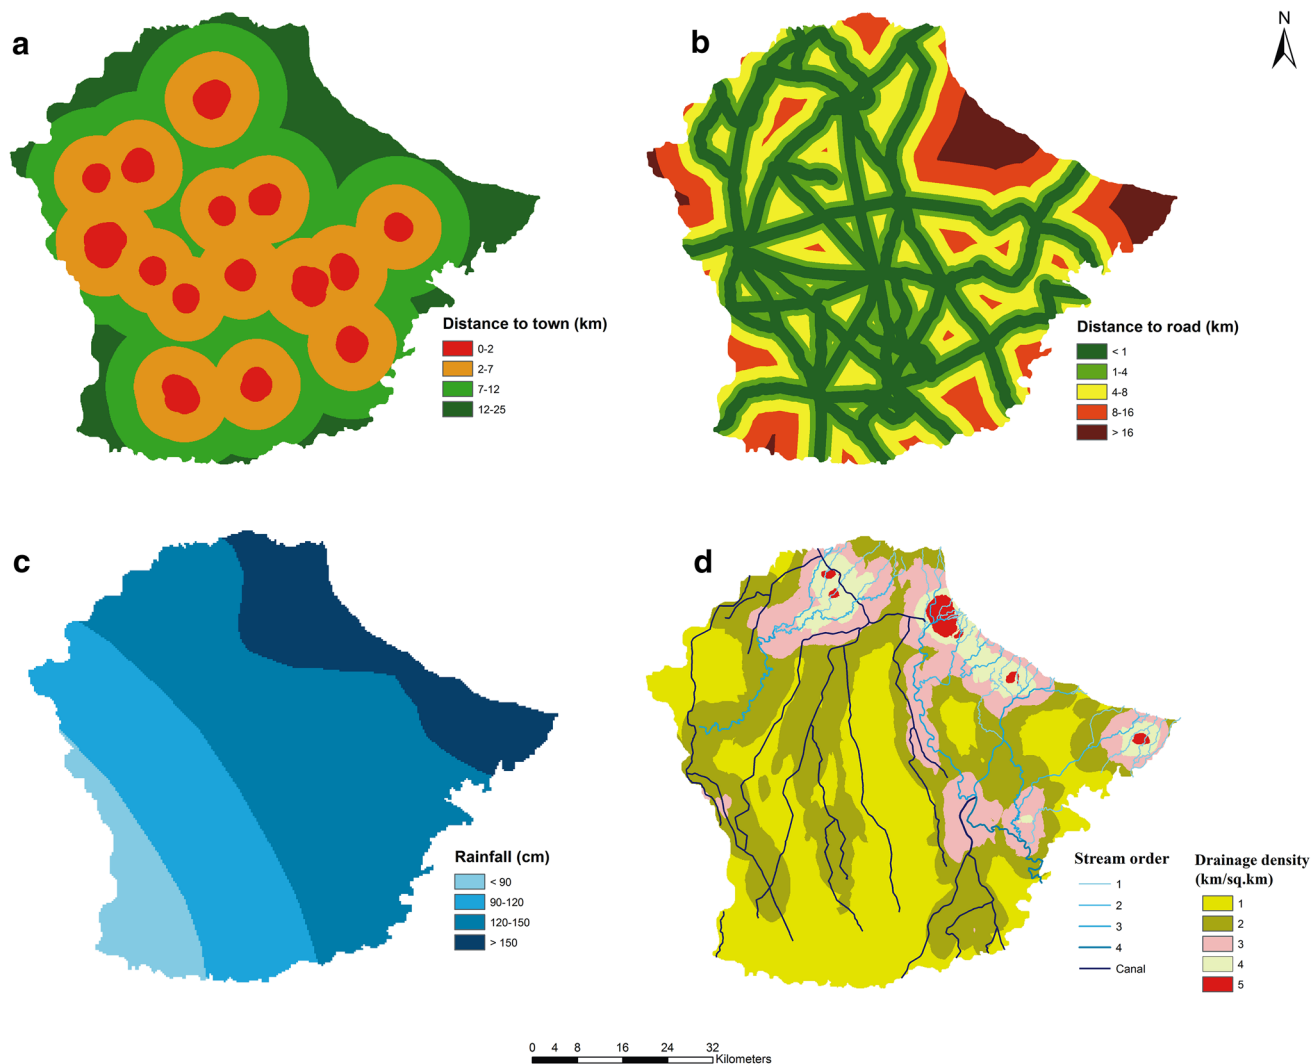 a
b
N
Distance to town (km)
0-2
2-7
7-12
12-25
Distance to road (km)
< 1
1-4
4-8
8-16
> 16
c
d
Rainfall (cm)
< 90
90-120
120-150
> 150
Stream order
1
2
3
4
Canal
Drainage density
(km/sq.km)
1
2
3
4
5
0 4 8 16 24 32
Kilometers